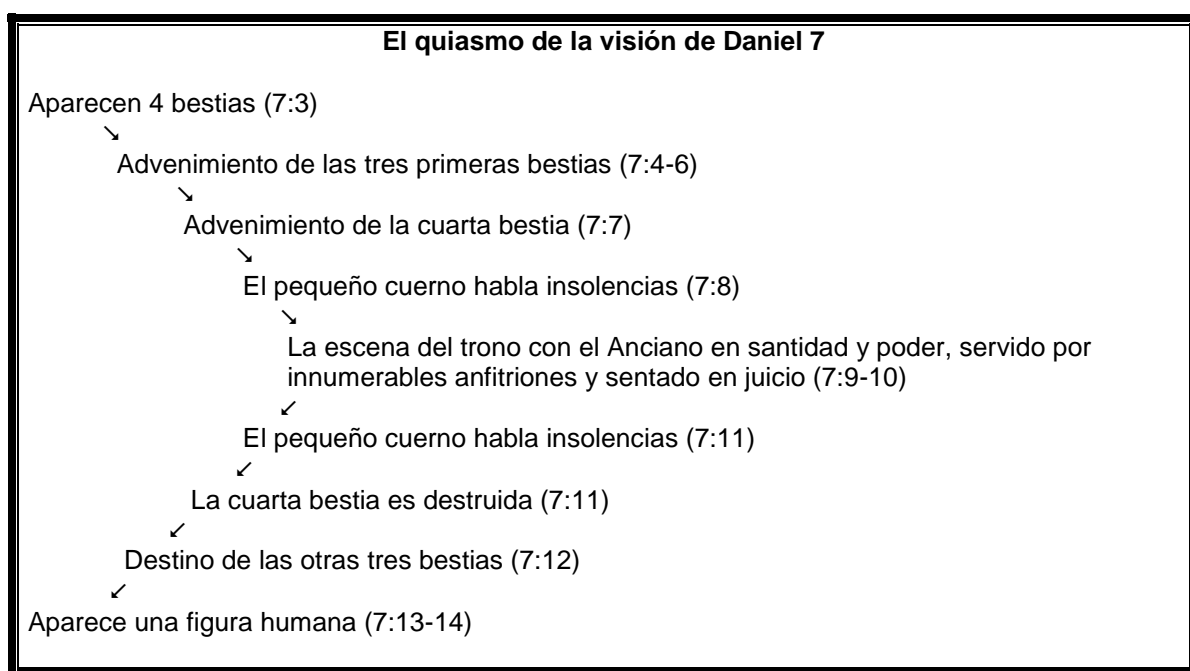 El quiasmo de la visión de Daniel 7
Aparecen 4 bestias (7:3)
↘
Advenimiento de las tres primeras bestias (7:4-6)
↘
Advenimiento de la cuarta bestia (7:7)
↘
El pequeño cuerno habla insolencias (7:8)
↘
La escena del trono con el Anciano en santidad y poder, servido por
innumerables anfitriones y sentado en juicio (7:9-10)
↙
El pequeño cuerno habla insolencias (7:11)
↙
La cuarta bestia es destruida (7:11)
↙
Destino de las otras tres bestias (7:12)
↙
Aparece una figura humana (7:13-14)